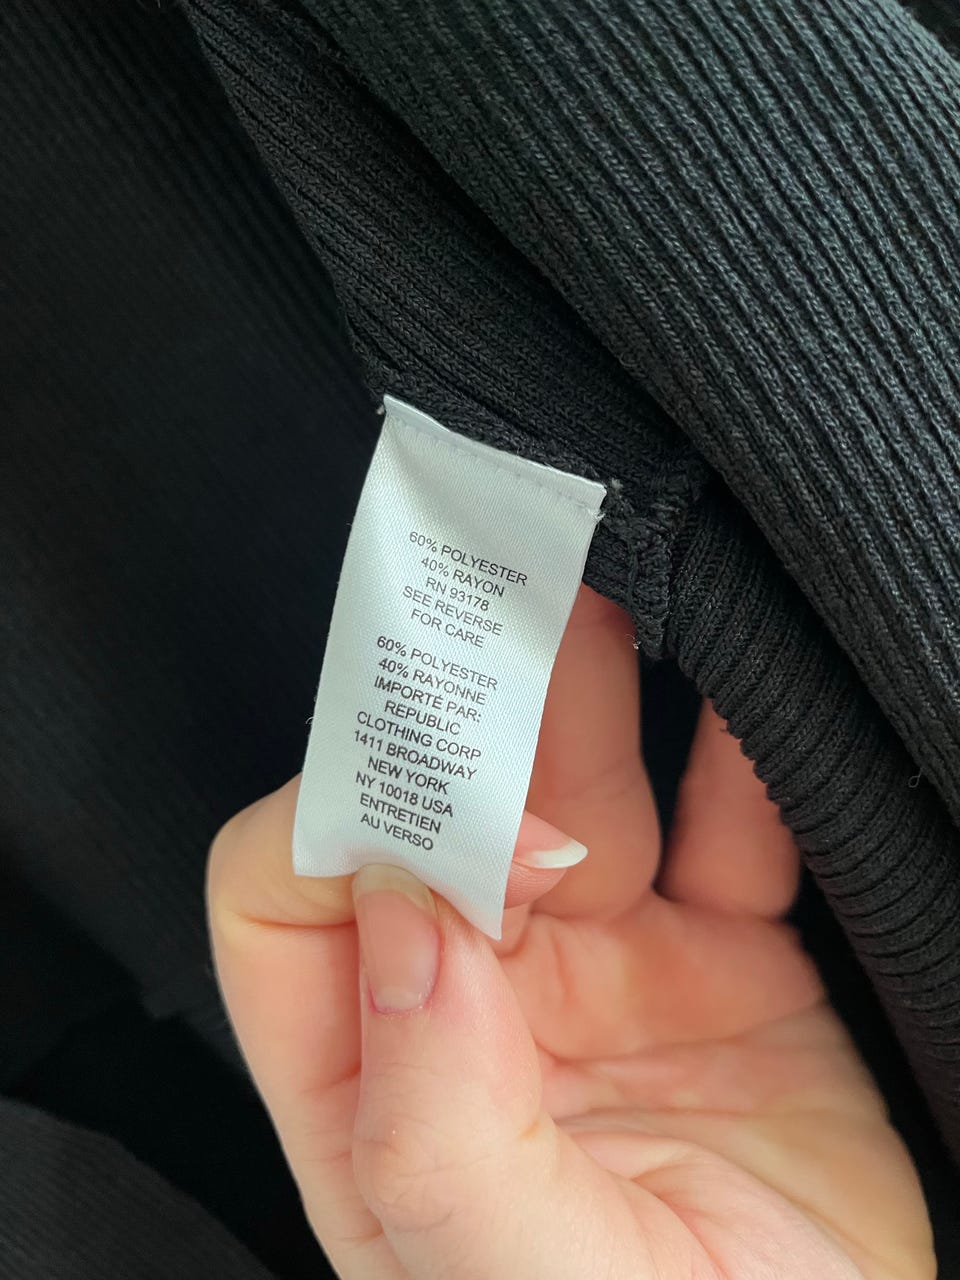 60% POLYESTER
40% RAYON
RN 93178
SEE REVERSE
FOR CARE
60% POLYESTER
40% RAYONNE
IMPORTÉ PAR:
REPUBLIC
CLOTHING CORP
1411 BROADWAY
NEW YORK
NY 10018 USA
ENTRETIEN
AU VERSO